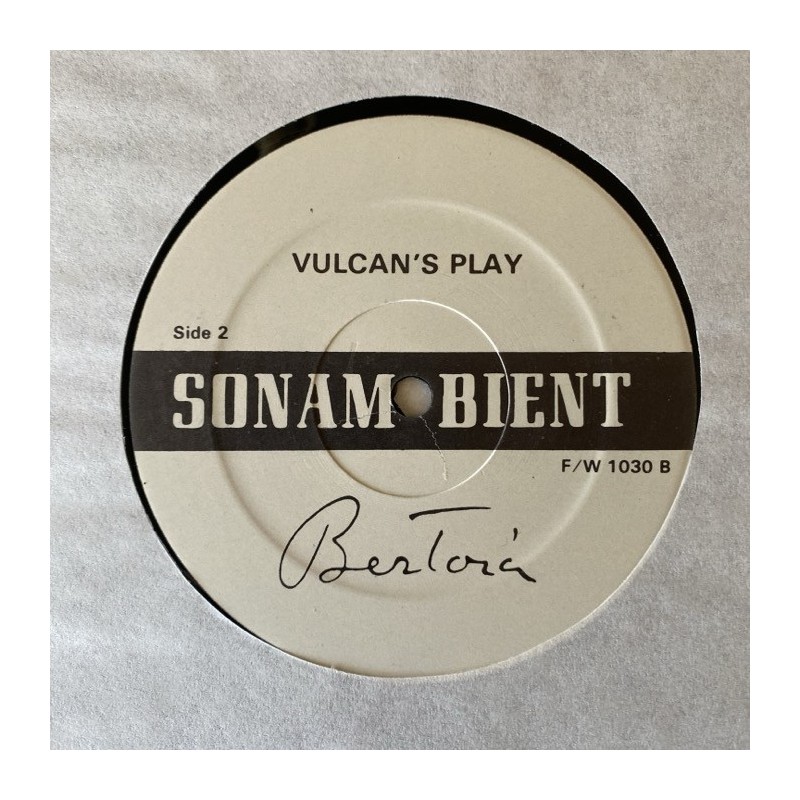 VULCAN'S PLAY
Side 2
SONAM BIENT
F/W 1030 B
Bertoia